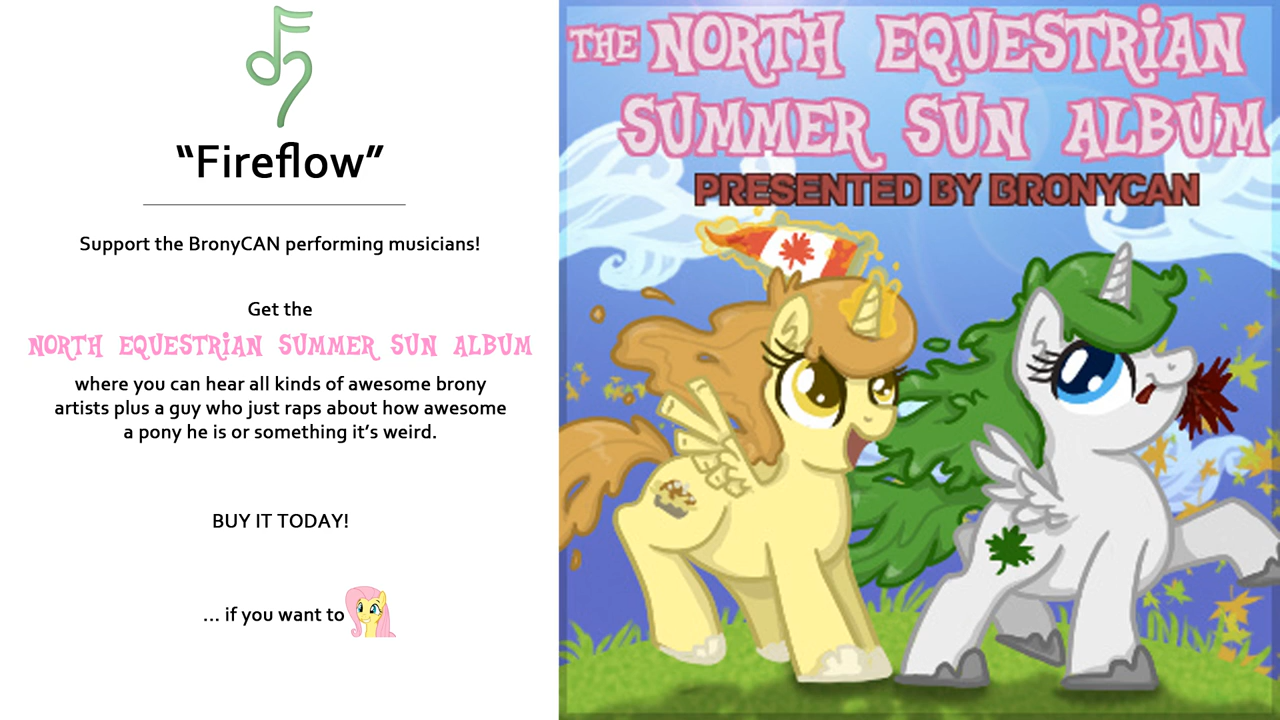 “Fireflow”
Support the BronyCAN performing musicians!
Get the
NORTH EQUESTRiAN SUMMER SUN ALBUM
where you can hear all kinds of awesome brony
artists plus a guy who just raps about how awesome
a pony he is or something it’s weird.
BUY IT TODAY!
... if you want to
THE NORTH EQUESTRiAN
SUMMER SUN ALBUM
PRESENTED BY BRONYCAN